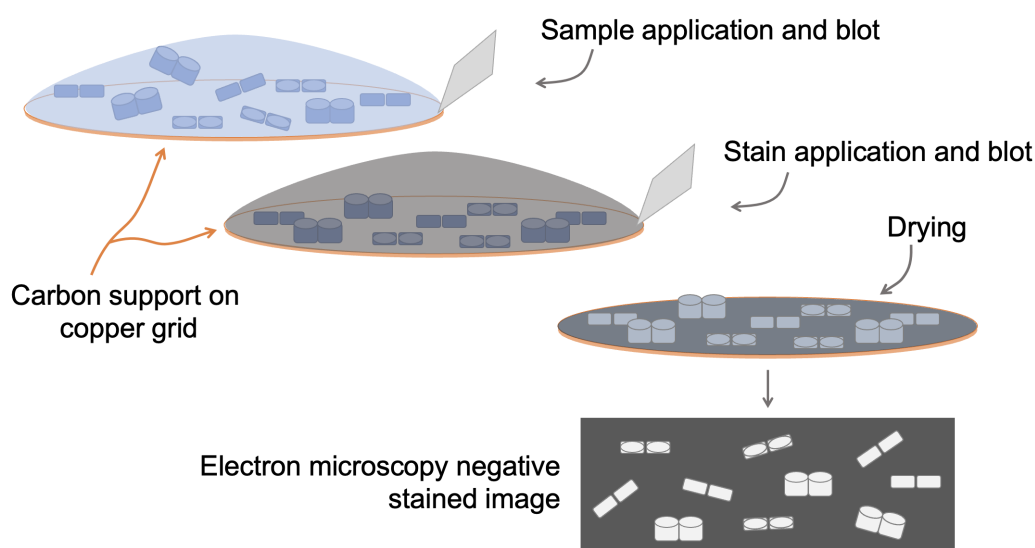 Sample application and blot
Stain application and blot
Drying
Carbon support on
copper grid
Electron microscopy negative
stained image